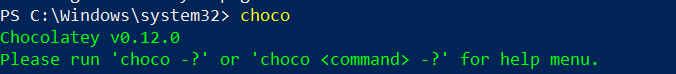 PS C:\Windows\system32> choco
Chocolatey v0.12.0
Please run 'choco -?' or 'choco <command> -?' for help menu.